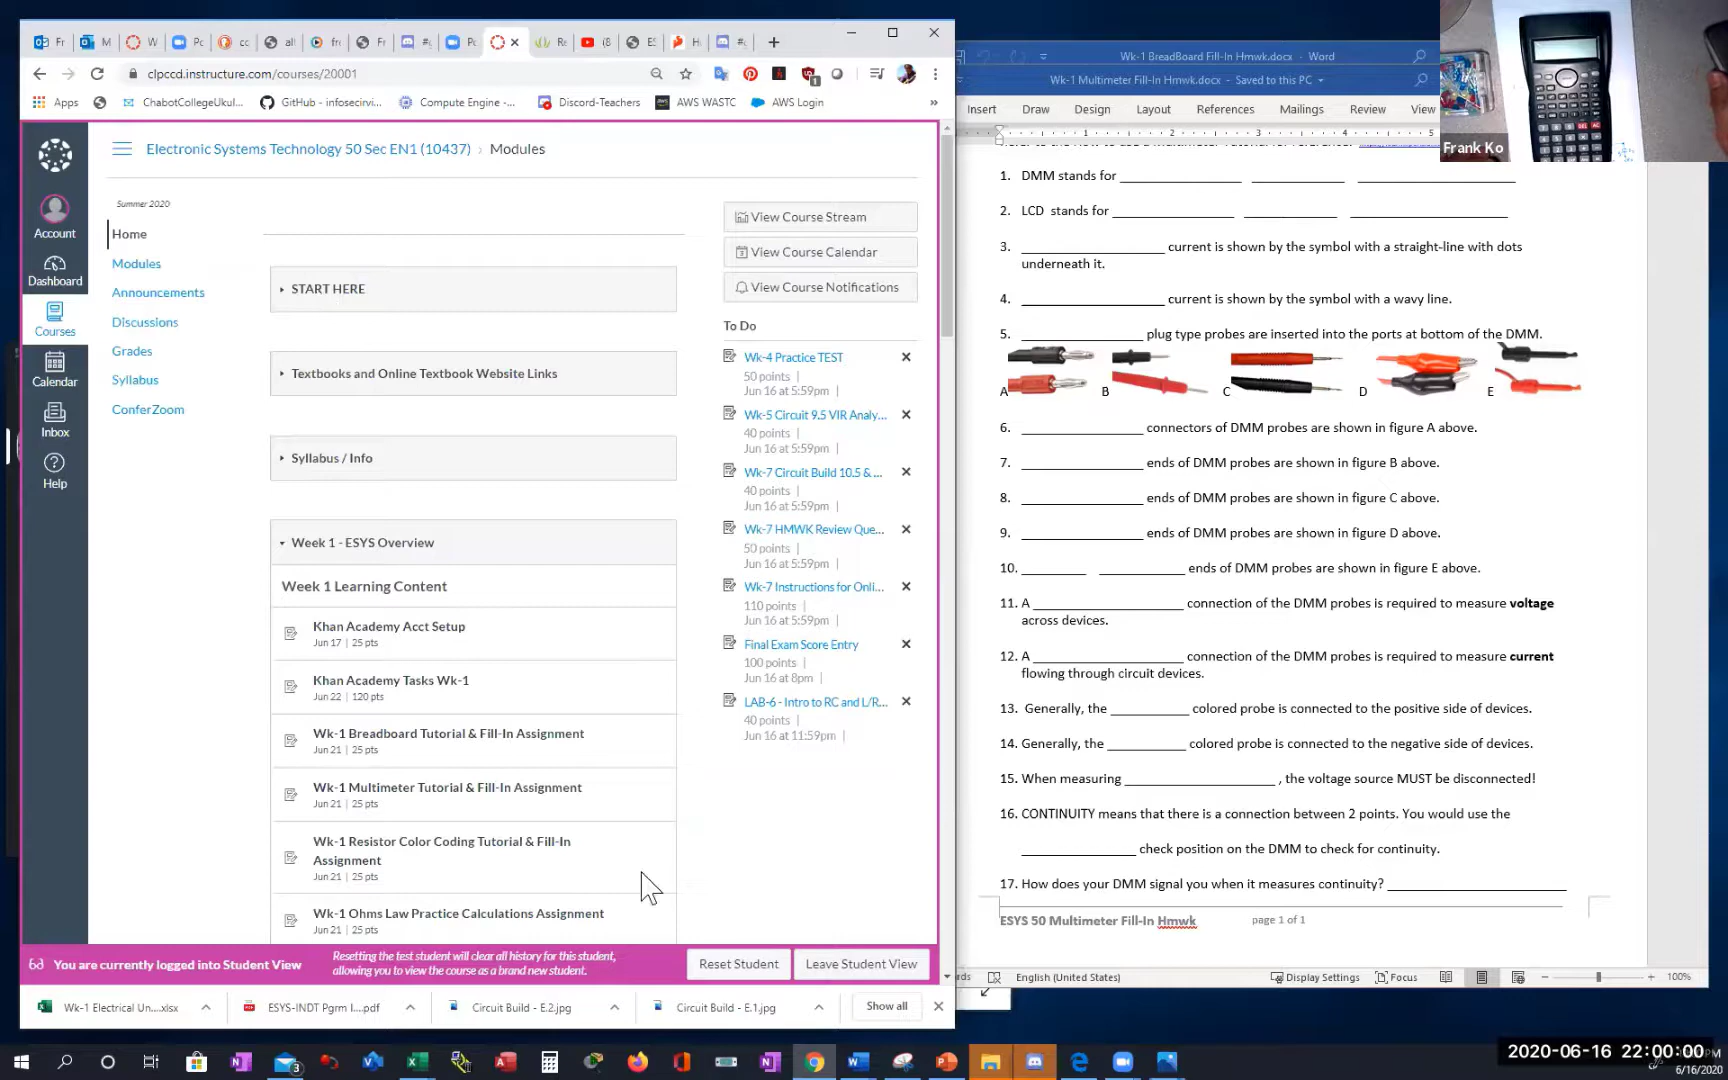 clpccd.instructure.com/courses/20001
Apps
ChabotCollegeUkul...
GitHub - infosecirvi...
Compute Engine -...
Discord-Teachers
AWS WASTC
AWS Login
»
Electronic Systems Technology 50 Sec EN1 (10437) › Modules
Account
Dashboard
Courses
Calendar
Inbox
Help
Summer 2020
Home
Modules
Announcements
Discussions
Grades
Syllabus
ConferZoom
START HERE
Textbooks and Online Textbook Website Links
Syllabus / Info
Week 1 - ESYS Overview
Week 1 Learning Content
Khan Academy Acct Setup
Jun 17 | 25 pts
Khan Academy Tasks Wk-1
Jun 22 | 120 pts
Wk-1 Breadboard Tutorial & Fill-In Assignment
Jun 21 | 25 pts
Wk-1 Multimeter Tutorial & Fill-In Assignment
Jun 21 | 25 pts
Wk-1 Resistor Color Coding Tutorial & Fill-In
Assignment
Jun 21 | 25 pts
Wk-1 Ohms Law Practice Calculations Assignment
Jun 21 | 25 pts
View Course Stream
View Course Calendar
View Course Notifications
To Do
Wk-4 Practice TEST
50 points |
Jun 16 at 5:59pm |
Wk-5 Circuit 9.5 VIR Analy...
40 points |
Jun 16 at 5:59pm |
Wk-7 Circuit Build 10.5 & ...
40 points |
Jun 16 at 5:59pm |
Wk-7 HMWK Review Que...
50 points |
Jun 16 at 5:59pm |
Wk-7 Instructions for Onli...
110 points |
Jun 16 at 5:59pm |
Final Exam Score Entry
100 points |
Jun 16 at 8pm |
LAB-6 - Intro to RC and L/R...
40 points |
Jun 16 at 11:59pm |
You are currently logged into Student View
Resetting the test student will clear all history for this student,
allowing you to view the course as a brand new student.
Reset Student
Leave Student View
Wk-1 Electrical Un....xlsx
ESYS-INDT Pgrm I....pdf
Circuit Build - E.2.jpg
Circuit Build - E.1.jpg
Show all
Wk-1 BreadBoard Fill-In Hmwk.docx - Word
Wk-1 Multimeter Fill-In Hmwk.docx - Saved to this PC
Insert Draw Design Layout References Mailings Review View
1 2 3 4 5
Frank Ko
1. DMM stands for ____ ____ ____
2. LCD stands for ____ ____ ____
3. ____ current is shown by the symbol with a straight-line with dots
underneath it.
4. ____ current is shown by the symbol with a wavy line.
5. ____ plug type probes are inserted into the ports at bottom of the DMM.
A B C D E
6. ____ connectors of DMM probes are shown in figure A above.
7. ____ ends of DMM probes are shown in figure B above.
8. ____ ends of DMM probes are shown in figure C above.
9. ____ ends of DMM probes are shown in figure D above.
10. ____ ____ ends of DMM probes are shown in figure E above.
11. A ____ connection of the DMM probes is required to measure voltage
across devices.
12. A ____ connection of the DMM probes is required to measure current
flowing through circuit devices.
13. Generally, the ____ colored probe is connected to the positive side of devices.
14. Generally, the ____ colored probe is connected to the negative side of devices.
15. When measuring ____ , the voltage source MUST be disconnected!
16. CONTINUITY means that there is a connection between 2 points. You would use the
____ check position on the DMM to check for continuity.
17. How does your DMM signal you when it measures continuity? ____
ESYS 50 Multimeter Fill-In Hmwk
page 1 of 1
English (United States)
Display Settings
Focus
100%
2020-06-16 22:00:00
6/16/2020